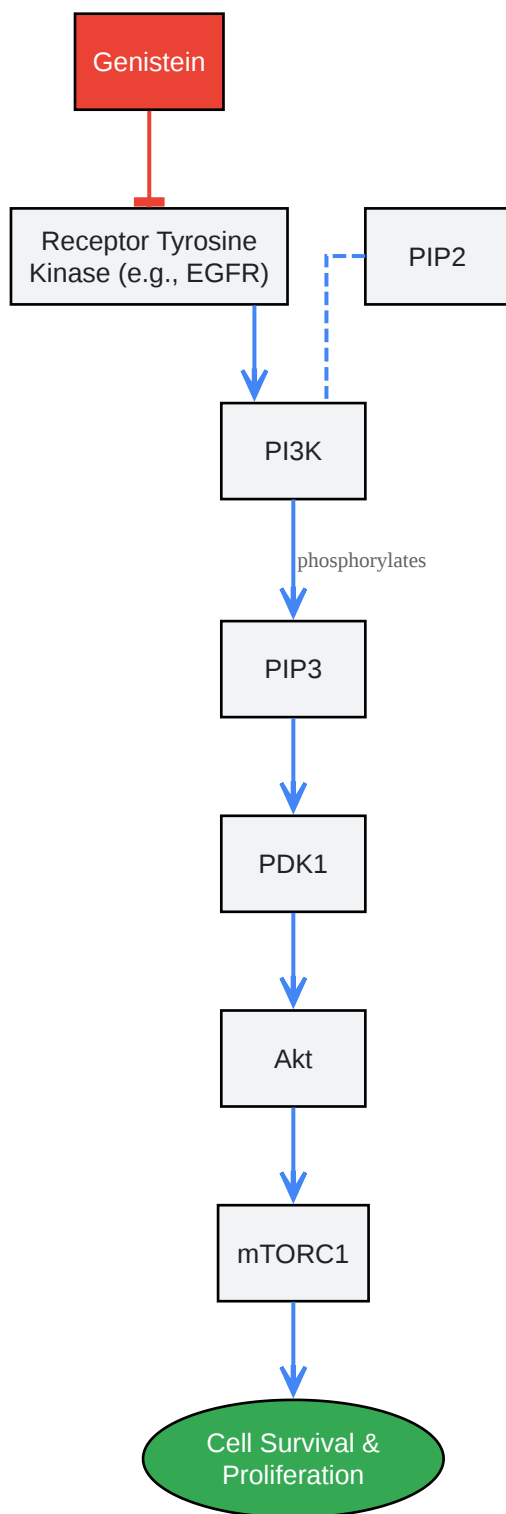 Genistein
Receptor Tyrosine
Kinase (e.g., EGFR)
PIP2
PI3K
phosphorylates
PIP3
PDK1
Akt
mTORC1
Cell Survival &
Proliferation